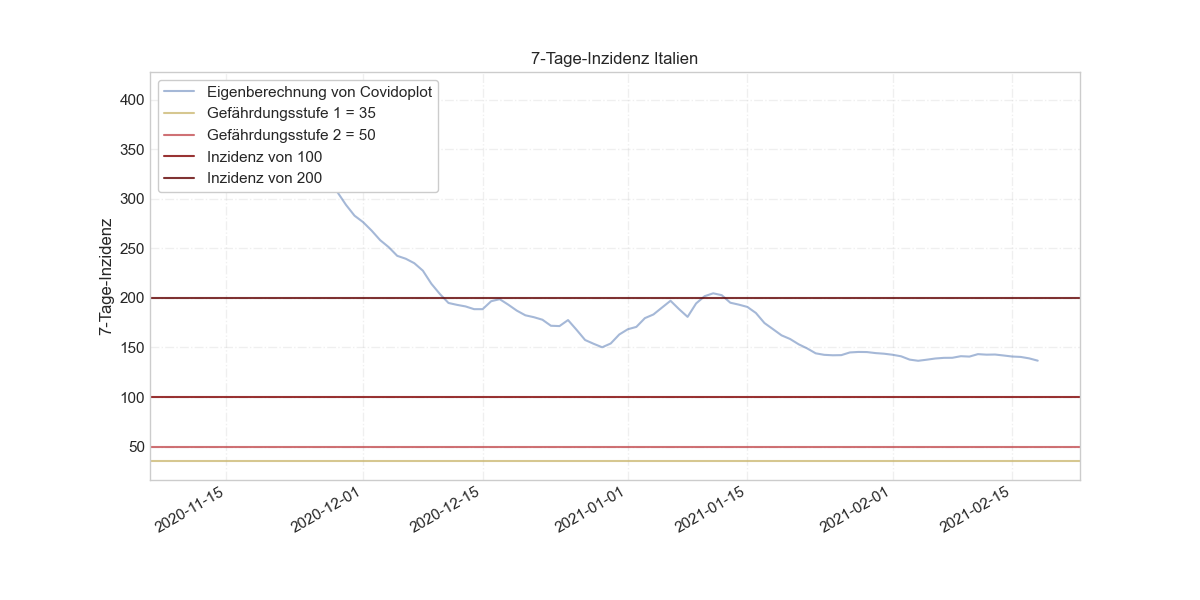 7-Tage-Inzidenz Italien
Eigenberechnung von Covidoplot
Gefährdungsstufe 1 = 35
Gefährdungsstufe 2 = 50
Inzidenz von 100
Inzidenz von 200
7-Tage-Inzidenz
400
350
300
250
200
150
100
50
2020-11-15
2020-12-01
2020-12-15
2021-01-01
2021-01-15
2021-02-01
2021-02-15